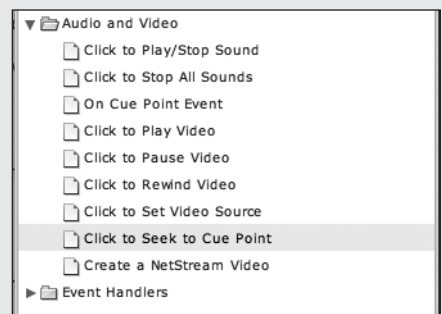 Audio and Video
Click to Play/Stop Sound
Click to Stop All Sounds
On Cue Point Event
Click to Play Video
Click to Pause Video
Click to Rewind Video
Click to Set Video Source
Click to Seek to Cue Point
Create a NetStream Video
Event Handlers